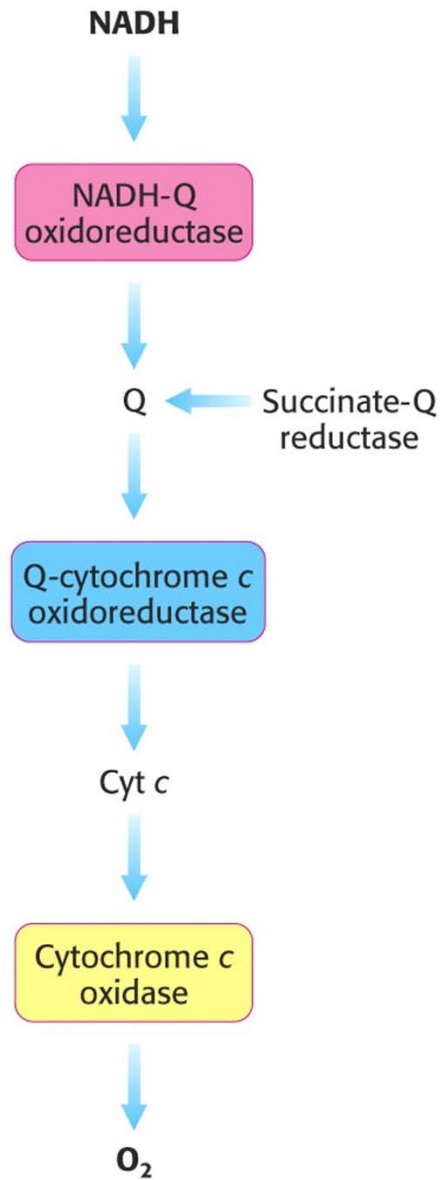 NADH
NADH-Q
oxidoreductase
Q
Succinate-Q
reductase
Q-cytochrome c
oxidoreductase
Cyt c
Cytochrome c
oxidase
O₂